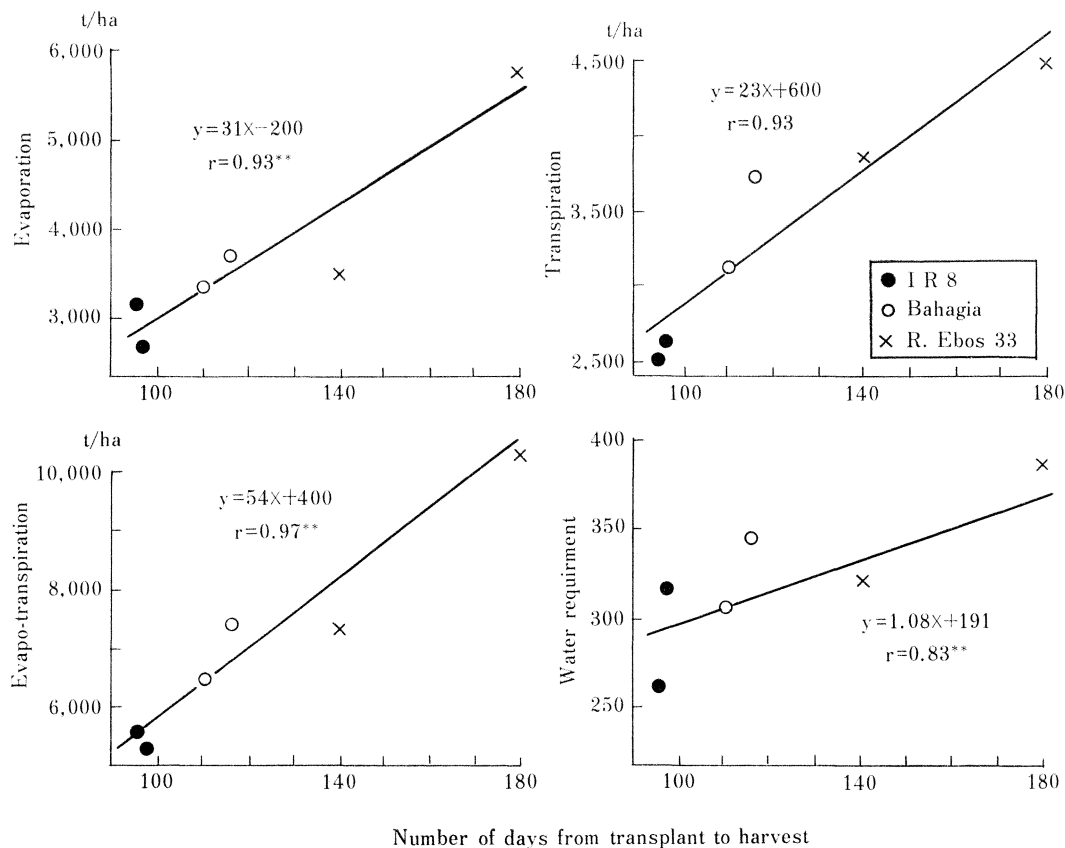 t/ha
6,000
5,000
4,000
3,000
Evaporation
y=31X−200
r=0.93**
100
140
180
t/ha
4,500
3,500
2,500
Transpiration
y=23X+600
r=0.93
I R 8
Bahagia
R. Ebos 33
100
140
180
t/ha
10,000
8,000
6,000
Evapo-transpiration
y=54X+400
r=0.97**
100
140
180
400
350
300
250
Water requirment
y=1.08X+191
r=0.83**
100
140
180
Number of days from transplant to harvest